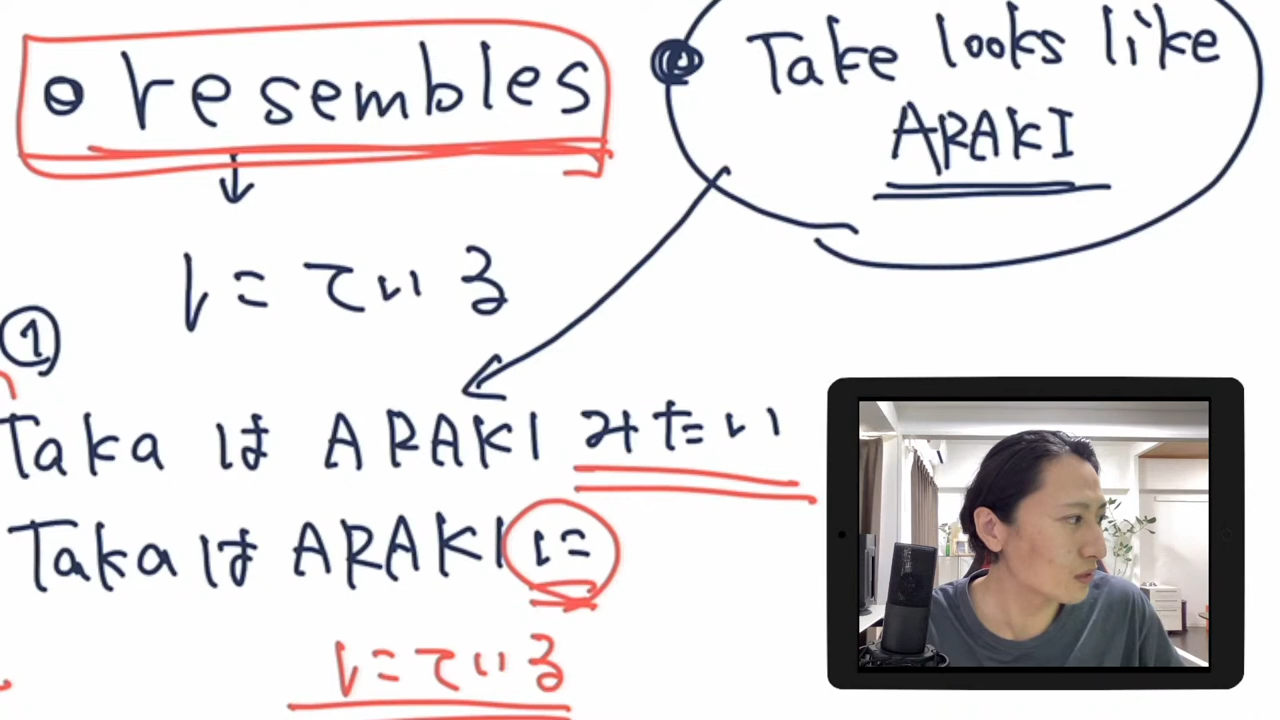 resembles
Take looks like
ARAKI
にている
①
Taka は ARAKI みたい
Taka は ARAKI に
にている